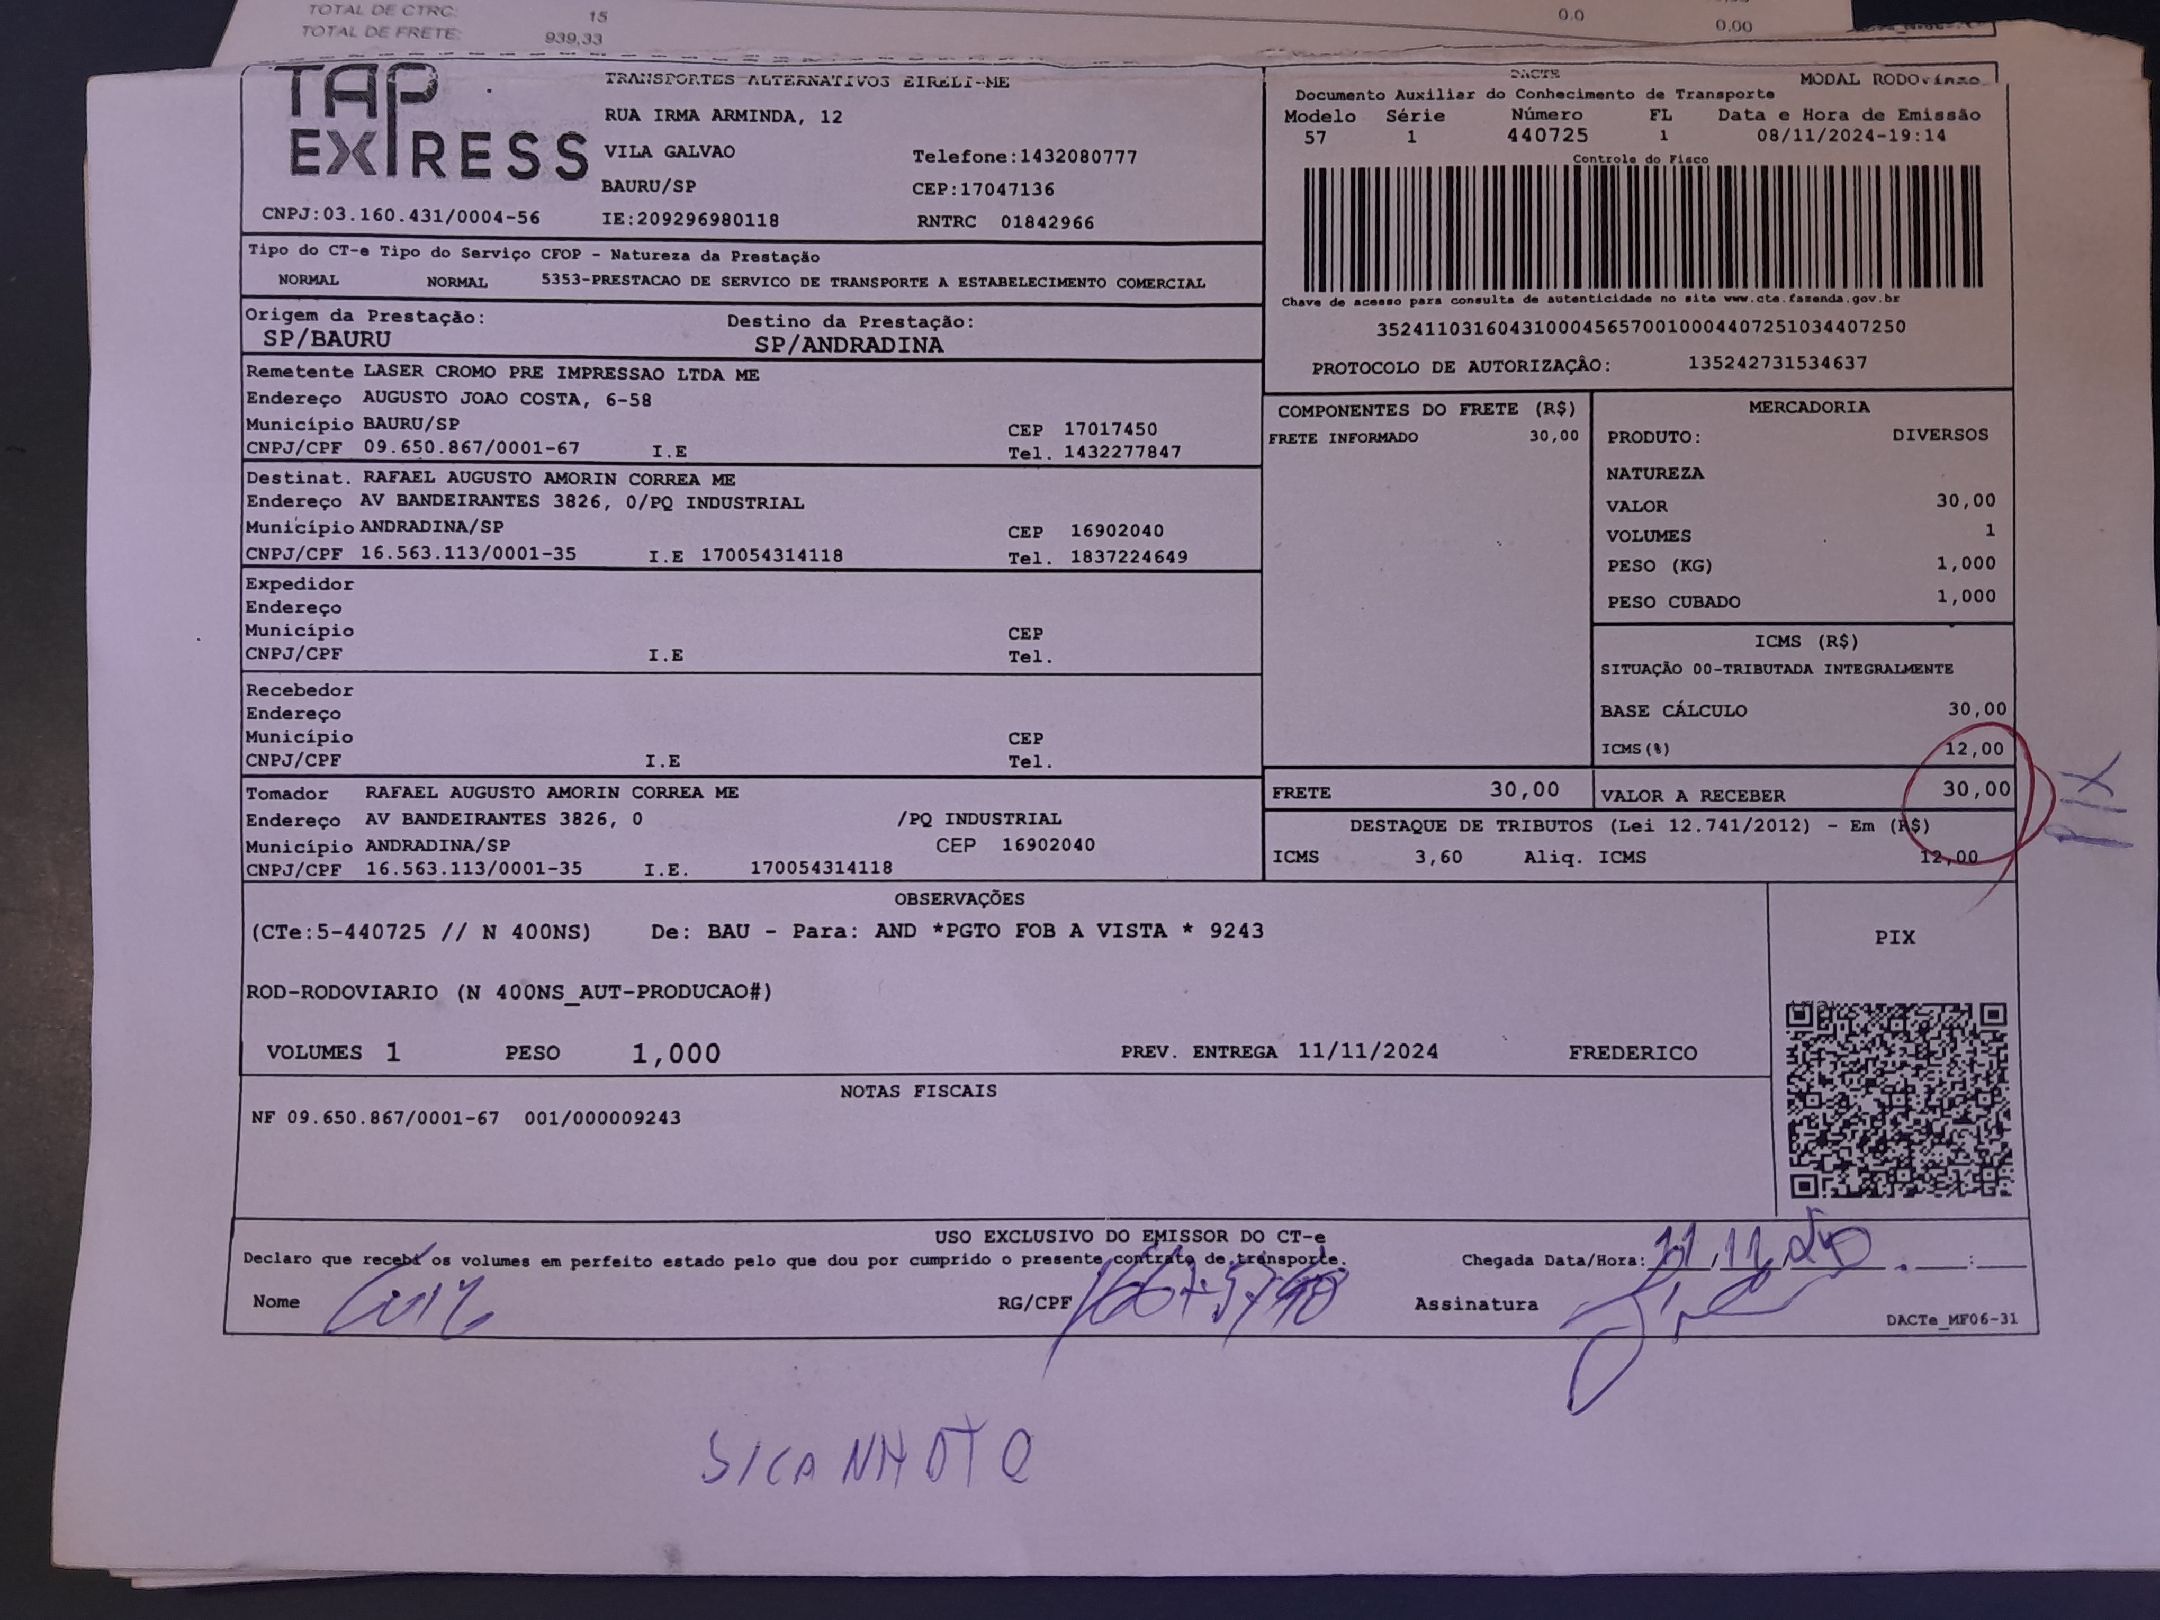 TOTAL DE CTRC: 15
0.0
TOTAL DE FRETE: 939,33
0.00
TAP EXPRESS
TRANSPORTES ALTERNATIVOS EIRELI-ME
RUA IRMA ARMINDA, 12
VILA GALVAO Telefone:1432080777
BAURU/SP CEP:17047136
CNPJ:03.160.431/0004-56 IE:209296980118 RNTRC 01842966
DACTE MODAL RODOviário
Documento Auxiliar do Conhecimento de Transporte
Modelo Série Número FL Data e Hora de Emissão
57 1 440725 1 08/11/2024-19:14
Controle do Fisco
Chave de acesso para consulta de autenticidade no site www.cte.fazenda.gov.br
35241103160431000456570010004407251034407250
PROTOCOLO DE AUTORIZAÇÃO: 135242731534637
Tipo do CT-e Tipo do Serviço CFOP - Natureza da Prestação
NORMAL NORMAL 5353-PRESTACAO DE SERVICO DE TRANSPORTE A ESTABELECIMENTO COMERCIAL
Origem da Prestação: Destino da Prestação:
SP/BAURU SP/ANDRADINA
Remetente LASER CROMO PRE IMPRESSAO LTDA ME
Endereço AUGUSTO JOAO COSTA, 6-58
Município BAURU/SP CEP 17017450
CNPJ/CPF 09.650.867/0001-67 I.E Tel. 1432277847
Destinat. RAFAEL AUGUSTO AMORIN CORREA ME
Endereço AV BANDEIRANTES 3826, 0/PQ INDUSTRIAL
Município ANDRADINA/SP CEP 16902040
CNPJ/CPF 16.563.113/0001-35 I.E 170054314118 Tel. 1837224649
Expedidor
Endereço
Município CEP
CNPJ/CPF I.E Tel.
Recebedor
Endereço
Município CEP
CNPJ/CPF I.E Tel.
Tomador RAFAEL AUGUSTO AMORIN CORREA ME
Endereço AV BANDEIRANTES 3826, 0 /PQ INDUSTRIAL
Município ANDRADINA/SP CEP 16902040
CNPJ/CPF 16.563.113/0001-35 I.E. 170054314118
COMPONENTES DO FRETE (R$)
FRETE INFORMADO 30,00
MERCADORIA
PRODUTO: DIVERSOS
NATUREZA
VALOR 30,00
VOLUMES 1
PESO (KG) 1,000
PESO CUBADO 1,000
ICMS (R$)
SITUAÇÃO 00-TRIBUTADA INTEGRALMENTE
BASE CÁLCULO 30,00
ICMS(%) 12,00
FRETE 30,00 VALOR A RECEBER 30,00
PIX
DESTAQUE DE TRIBUTOS (Lei 12.741/2012) - Em (R$)
ICMS 3,60 Aliq. ICMS 12,00
OBSERVAÇÕES
(CTe:5-440725 // N 400NS) De: BAU - Para: AND *PGTO FOB A VISTA * 9243
ROD-RODOVIARIO (N 400NS_AUT-PRODUCAO#)
VOLUMES 1 PESO 1,000 PREV. ENTREGA 11/11/2024 FREDERICO
PIX
NOTAS FISCAIS
NF 09.650.867/0001-67 001/000009243
USO EXCLUSIVO DO EMISSOR DO CT-e
Declaro que recebi os volumes em perfeito estado pelo que dou por cumprido o presente contrato de transporte.
Chegada Data/Hora: 11 11
Nome RG/CPF Assinatura
DACTe_MF06-31